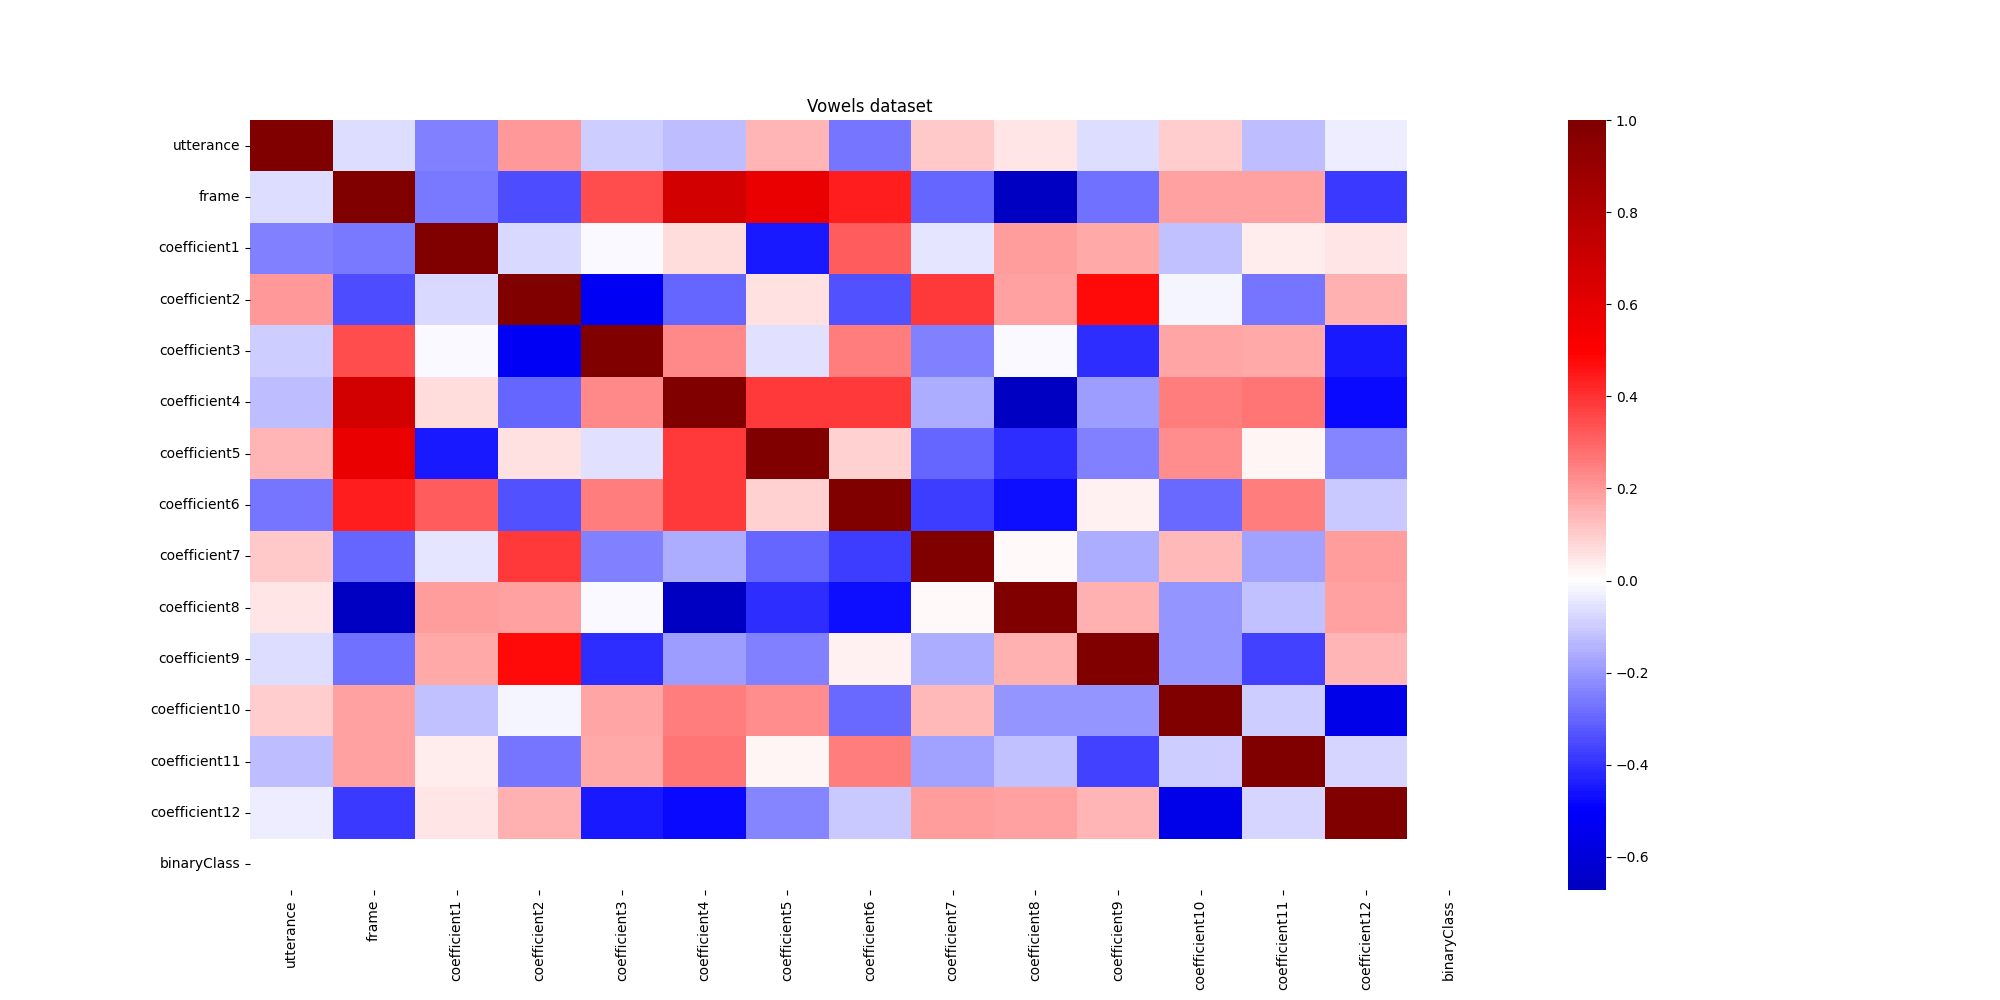 Vowels dataset
utterance
frame
coefficient1
coefficient2
coefficient3
coefficient4
coefficient5
coefficient6
coefficient7
coefficient8
coefficient9
coefficient10
coefficient11
coefficient12
binaryClass
utterance
frame
coefficient1
coefficient2
coefficient3
coefficient4
coefficient5
coefficient6
coefficient7
coefficient8
coefficient9
coefficient10
coefficient11
coefficient12
binaryClass
1.0
0.8
0.6
0.4
0.2
0.0
−0.2
−0.4
−0.6